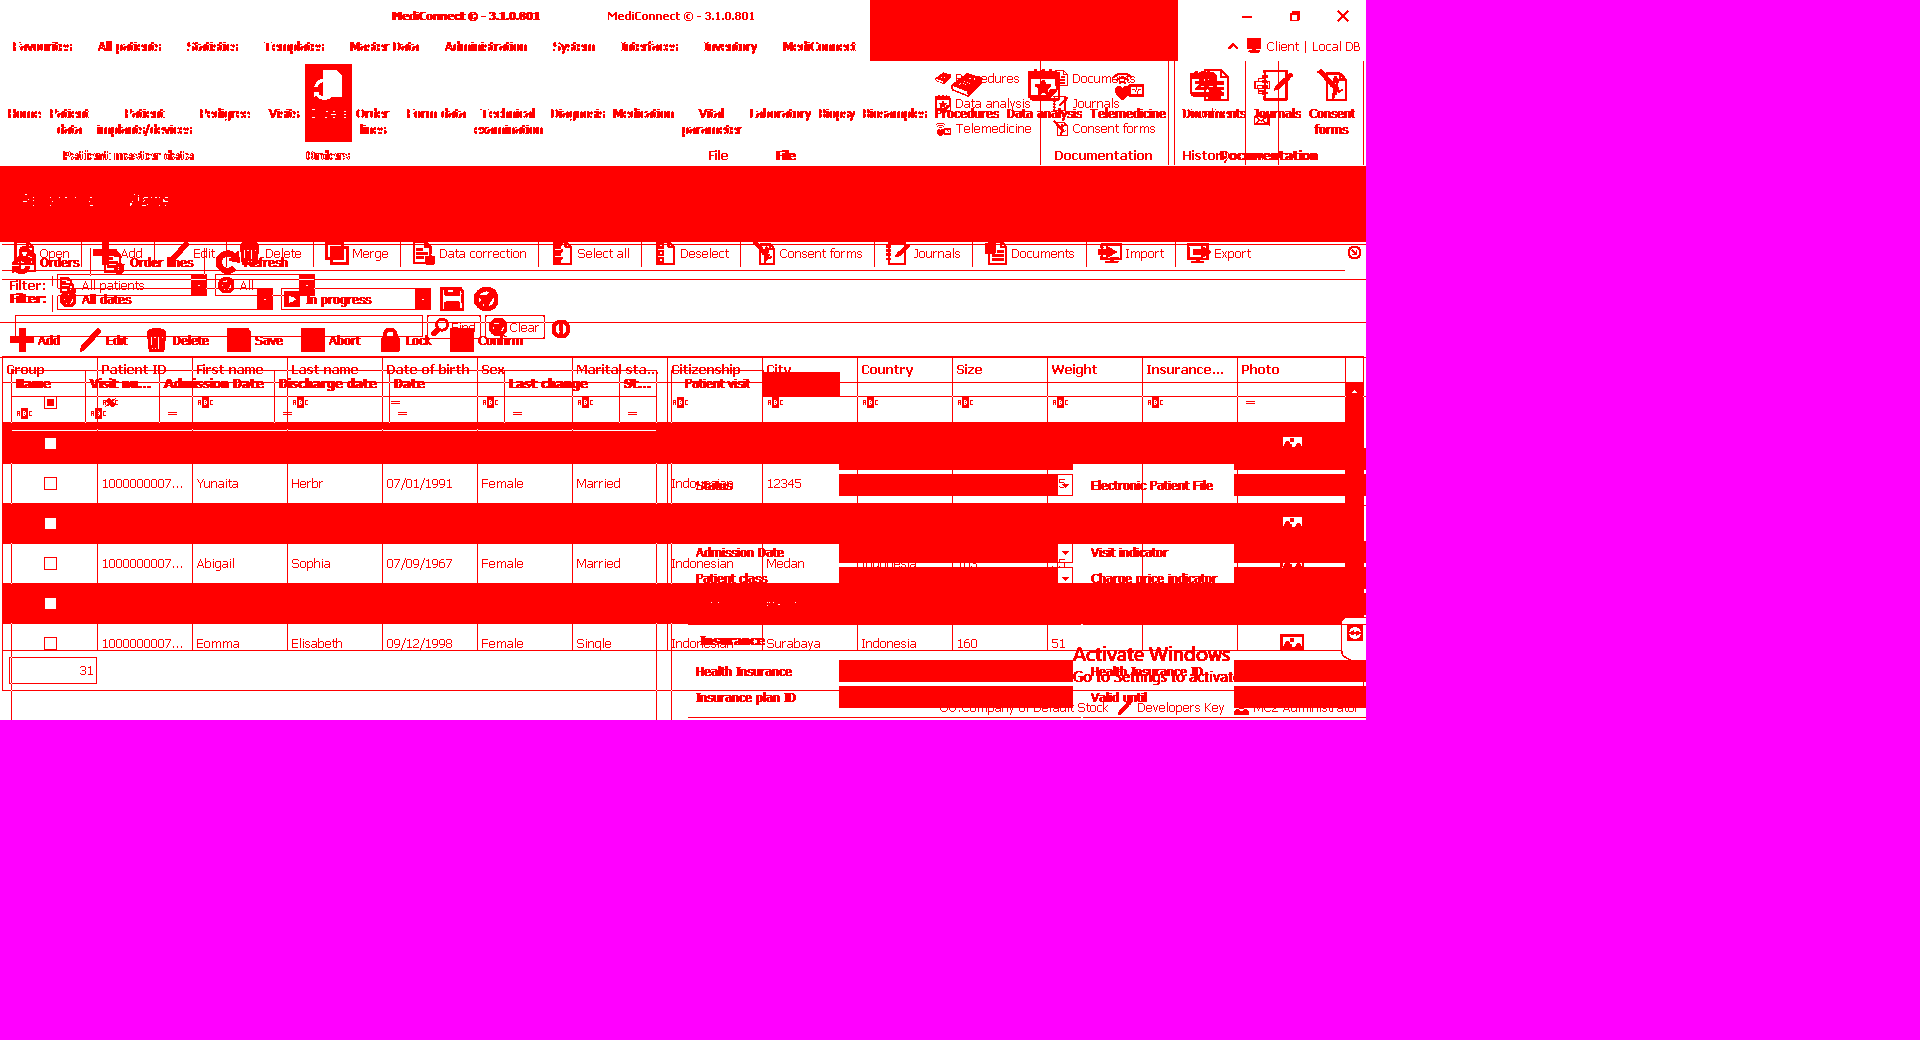 MediConnect © - 3.1.0.801 MediConnect © - 3.1.0.801
Favourites All patients Statistics Templates Master Data Administration System Interfaces Inventory MediConnect Client | Local DB
Procedures Documents
Data analysis Journals
Telemedicine Consent forms
Home Patient data Patient implants/devices Pedigree Visits Orders Order lines Form data Technical examination Diagnosis Medication Vital parameter Laboratory Biopsy Biosamples Procedures Data analysis Telemedicine Documents Journals Consent forms
Patient master data Orders File File Documentation History Documentation
Open Add Edit Delete Merge Data correction Select all Deselect Consent forms Journals Documents Import Export
Orders Order lines Refresh
Filter: All patients All
Filter: All dates In progress
Find Clear
Add Edit Delete Save Abort Lock Confirm
Group Patient ID First name Last name Date of birth Sex Marital sta... Citizenship City Country Size Weight Insurance... Photo
Name Visit nu... Admission Date Discharge date Date Last change St... Patient visit
1000000007... Yunaita Herbr 07/01/1991 Female Married Indonesian 12345
Status Electronic Patient File
Admission Date Visit indicator
1000000007... Abigail Sophia 07/09/1967 Female Married Indonesian Medan Indonesia
Patient class Charge price indicator
1000000007... Eomma Elisabeth 09/12/1998 Female Single Indonesian Surabaya Indonesia 160 51
Insurance
Activate Windows
31
Health Insurance Health Insurance ID
Go to Settings to activate
Insurance plan ID Valid until
Company of Default Stock Developers Key MC2 Administrator